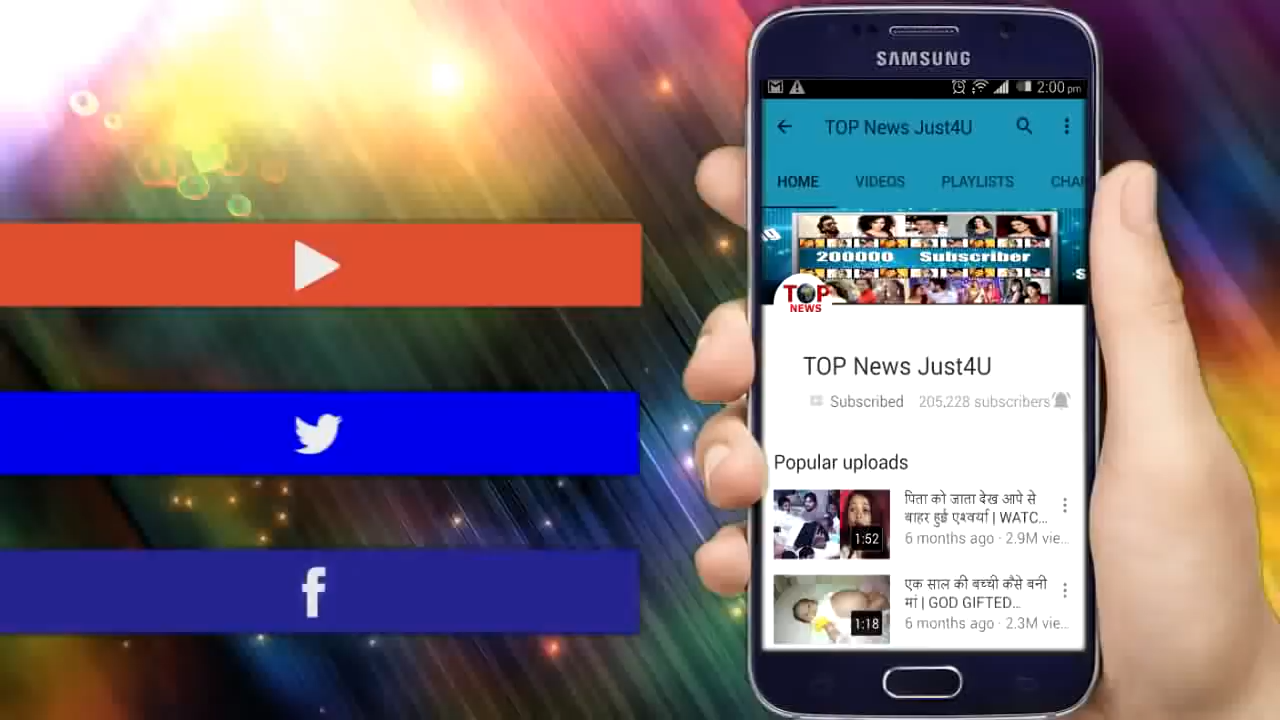 SAMSUNG
2:00 pm
TOP News Just4U
HOME VIDEOS PLAYLISTS CHA
200000 Subscriber
TOP
NEWS
TOP News Just4U
Subscribed 205,228 subscribers
Popular uploads
पिता को जाता देख आपे से
बाहर हुई एश्वर्या | WATC...
1:52
6 months ago · 2.9M vie...
एक साल की बच्ची कैसे बनी
मां | GOD GIFTED...
1:18
6 months ago · 2.3M vie...